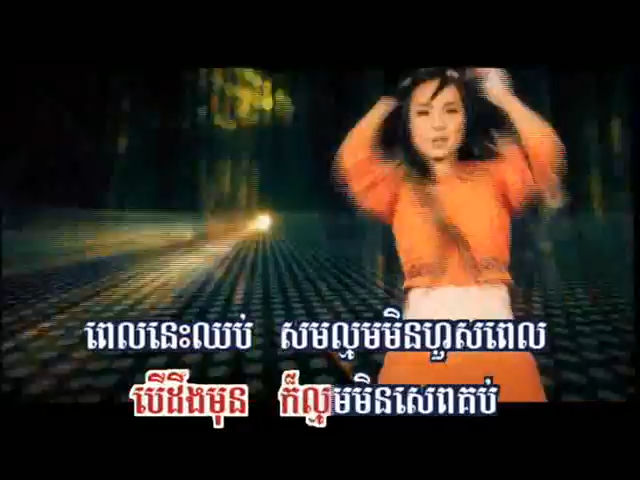 ពេលនេះឈប់ សមល្មមមិនហួសពេល
បើដឹងមុន ក៏ល្មមមិនសេពគប់